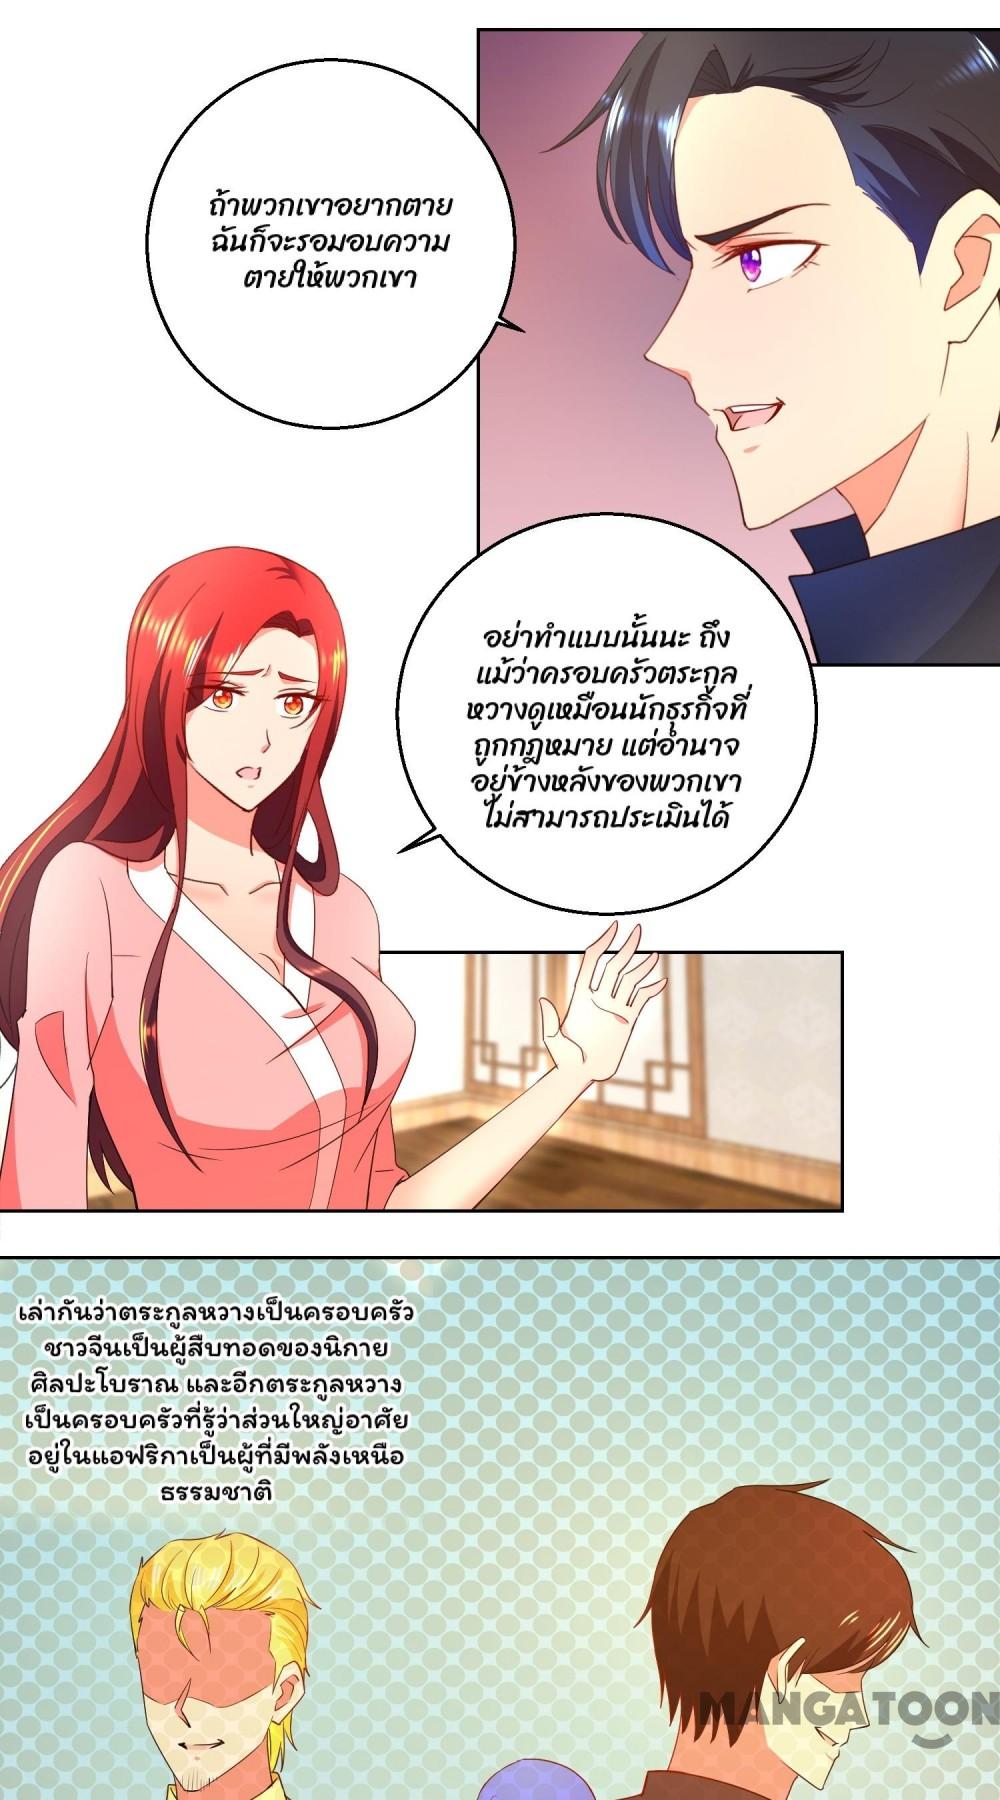 ถ้าพวกเขาอยากตาย
ฉันก็จะรอมอบความ
ตายให้พวกเขา
อย่าทำแบบนั้นนะ ถึง
แม้ว่าครอบครัวตระกูล
หวางดูเหมือนนักธุรกิจที่
ถูกกฎหมาย แต่อำนาจ
อยู่ข้างหลังของพวกเขา
ไม่สามารถประเมินได้
เล่ากันว่าตระกูลหวางเป็นครอบครัว
ชาวจีนเป็นผู้สืบทอดของนิกาย
ศิลปะโบราณ และอีกตระกูลหวาง
เป็นครอบครัวที่รู้ว่าส่วนใหญ่อาศัย
อยู่ในแอฟริกาเป็นผู้ที่มีพลังเหนือ
ธรรมชาติ
MANGATOON